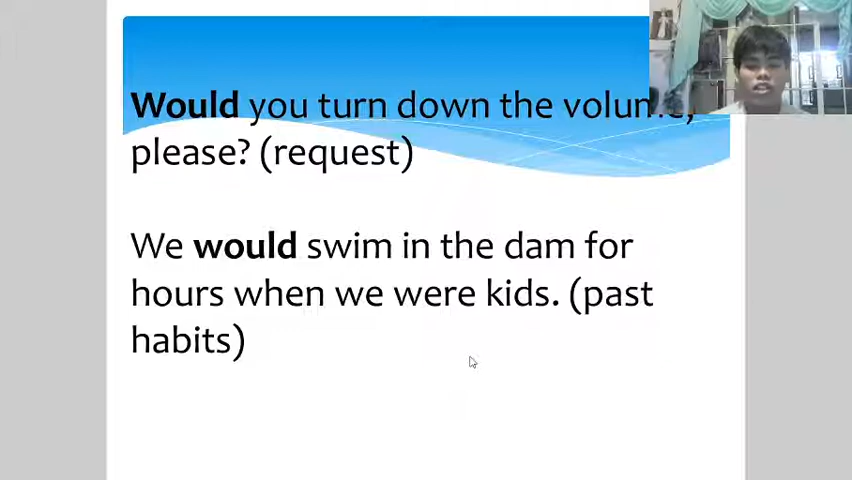 Would you turn down the volume,
please? (request)
We would swim in the dam for
hours when we were kids. (past
habits)